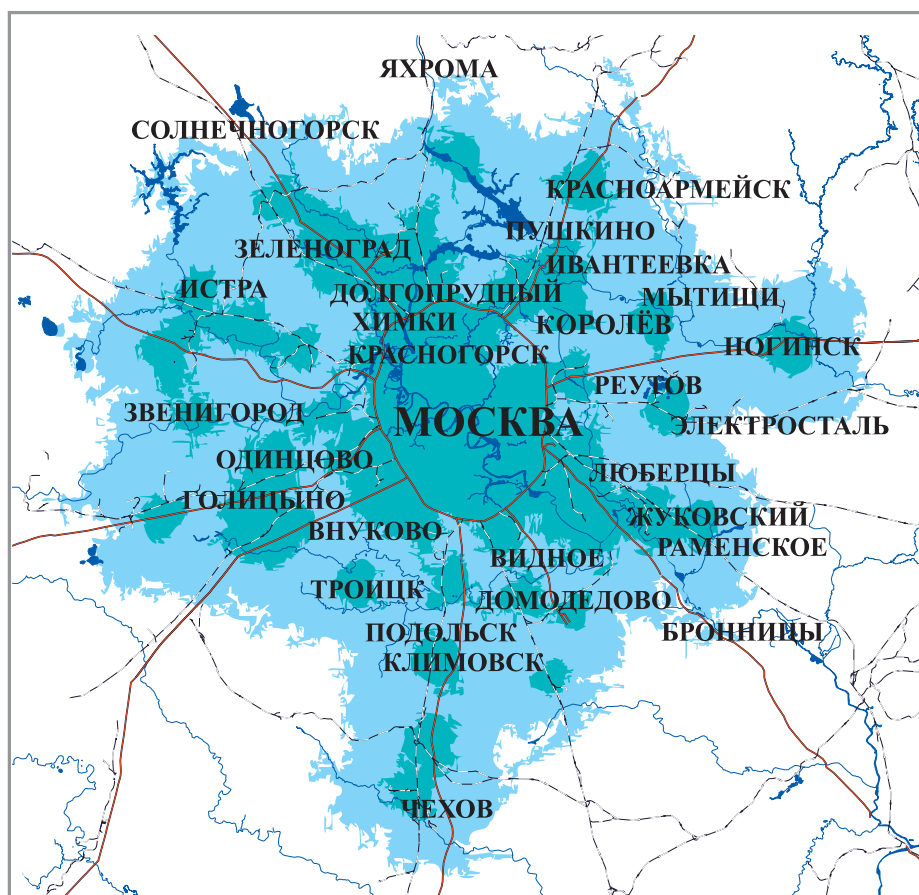 ЯХРОМА
СОЛНЕЧНОГОРСК
КРАСНОАРМЕЙСК
ПУШКИНО
ЗЕЛЕНОГРАД
ИВАНТЕЕВКА
ИСТРА
ДОЛГОПРУДНЫЙ
МЫТИЩИ
ХИМКИ
КОРОЛЁВ
КРАСНОГОРСК
НОГИНСК
РЕУТОВ
ЗВЕНИГОРОД
МОСКВА
ЭЛЕКТРОСТАЛЬ
ОДИНЦОВО
ЛЮБЕРЦЫ
ГОЛИЦЫНО
ЖУКОВСКИЙ
ВНУКОВО
РАМЕНСКОЕ
ВИДНОЕ
ТРОИЦК
ДОМОДЕДОВО
ПОДОЛЬСК
БРОННИЦЫ
КЛИМОВСК
ЧЕХОВ